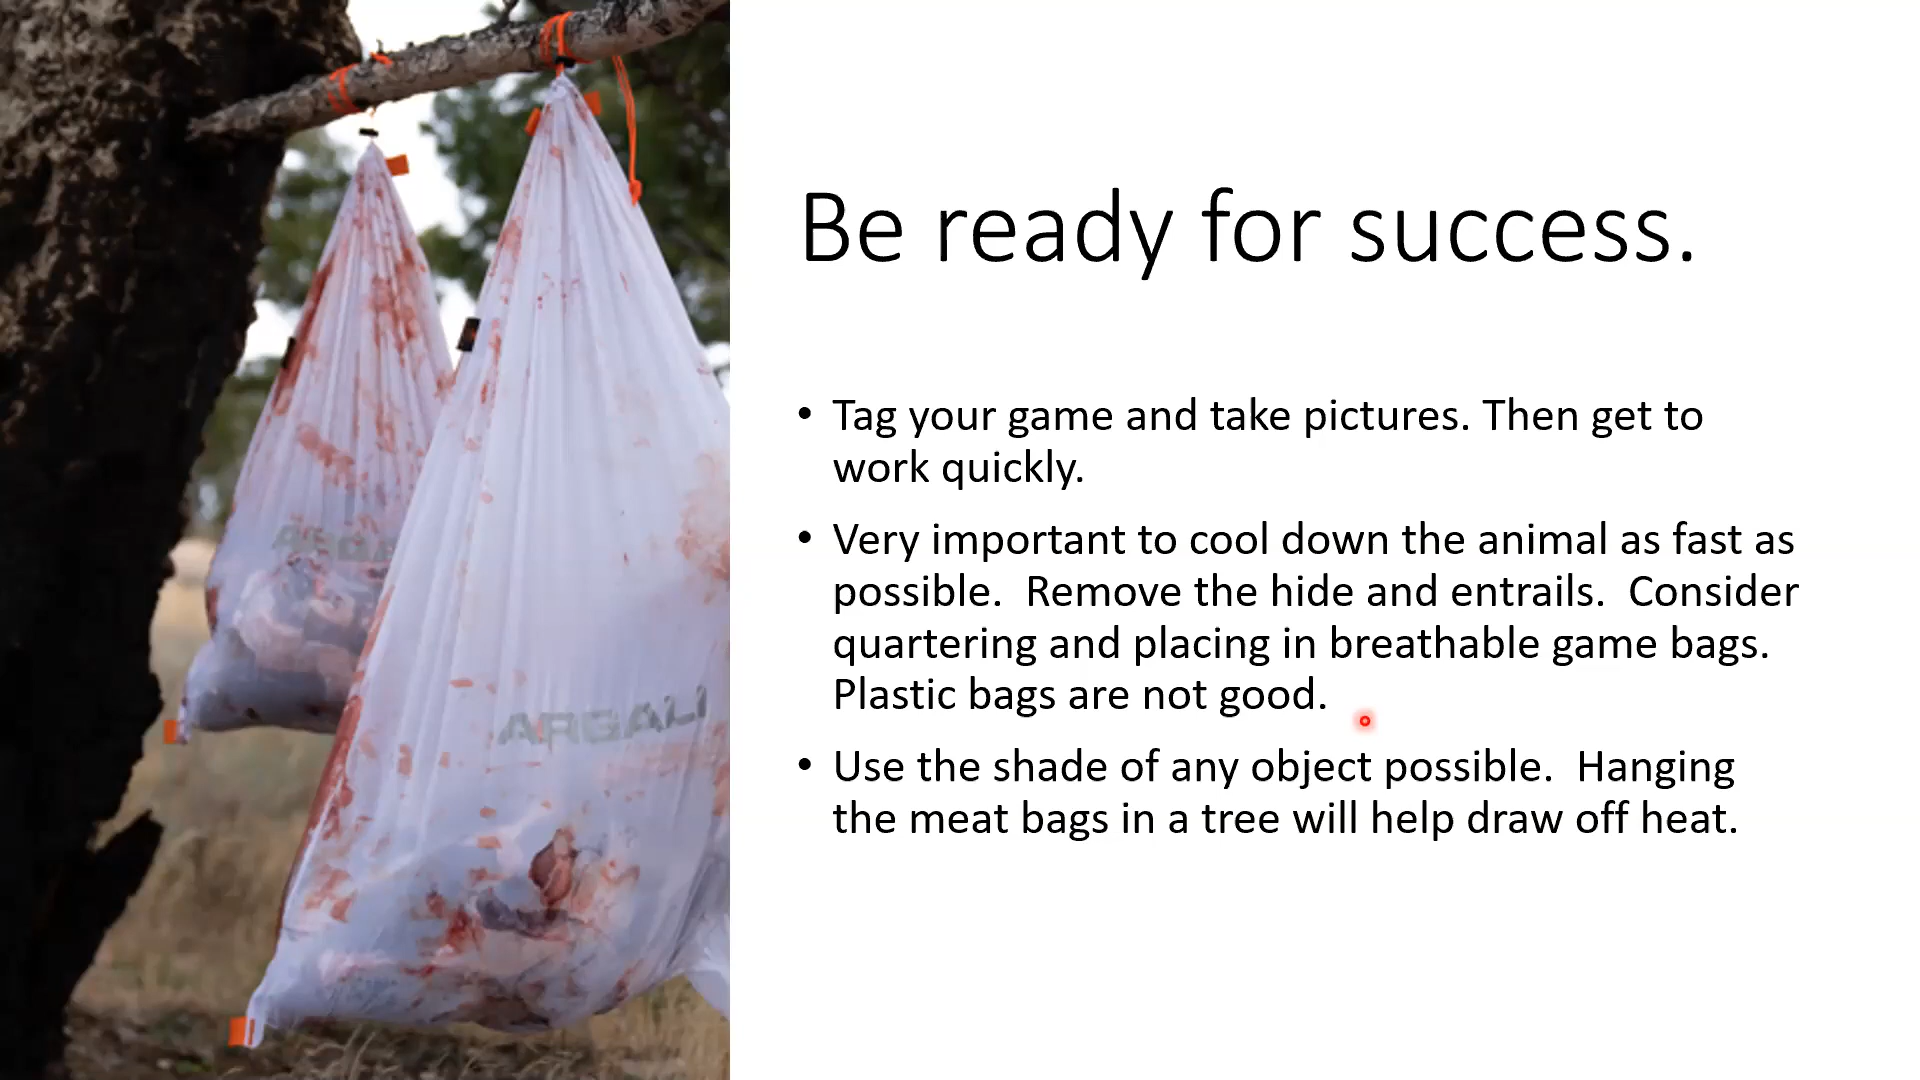 Be ready for success.
• Tag your game and take pictures. Then get to
work quickly.
• Very important to cool down the animal as fast as
possible.  Remove the hide and entrails.  Consider
quartering and placing in breathable game bags.
Plastic bags are not good.
• Use the shade of any object possible.  Hanging
the meat bags in a tree will help draw off heat.
ARGA
ARGALI